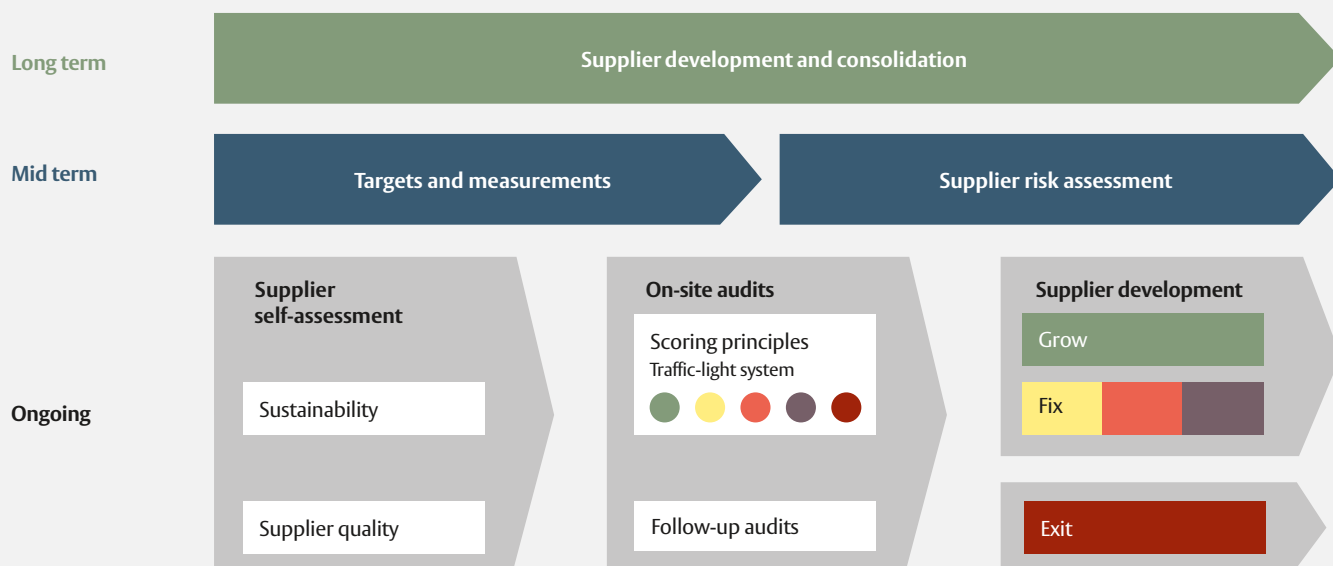 Long term
Supplier development and consolidation
Mid term
Targets and measurements
Supplier risk assessment
Ongoing
Supplier
self-assessment
Sustainability
Supplier quality
On-site audits
Scoring principles
Traffic-light system
Follow-up audits
Supplier development
Grow
Fix
Exit